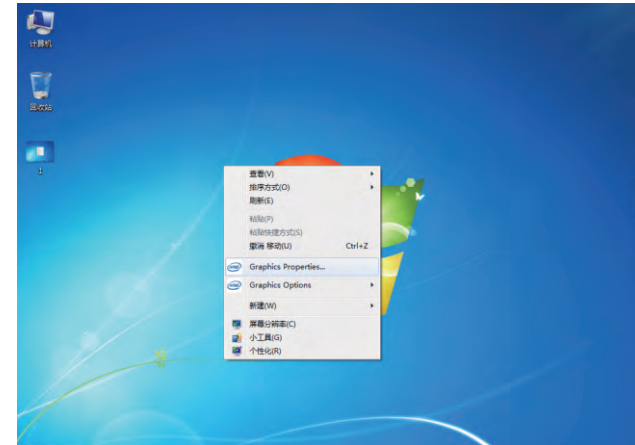 计算机
回收站
1
查看(V)
排序方式(O)
刷新(E)
粘贴(P)
粘贴快捷方式(S)
撤消 移动(U) Ctrl+Z
Graphics Properties...
Graphics Options
新建(W)
屏幕分辨率(C)
小工具(G)
个性化(R)